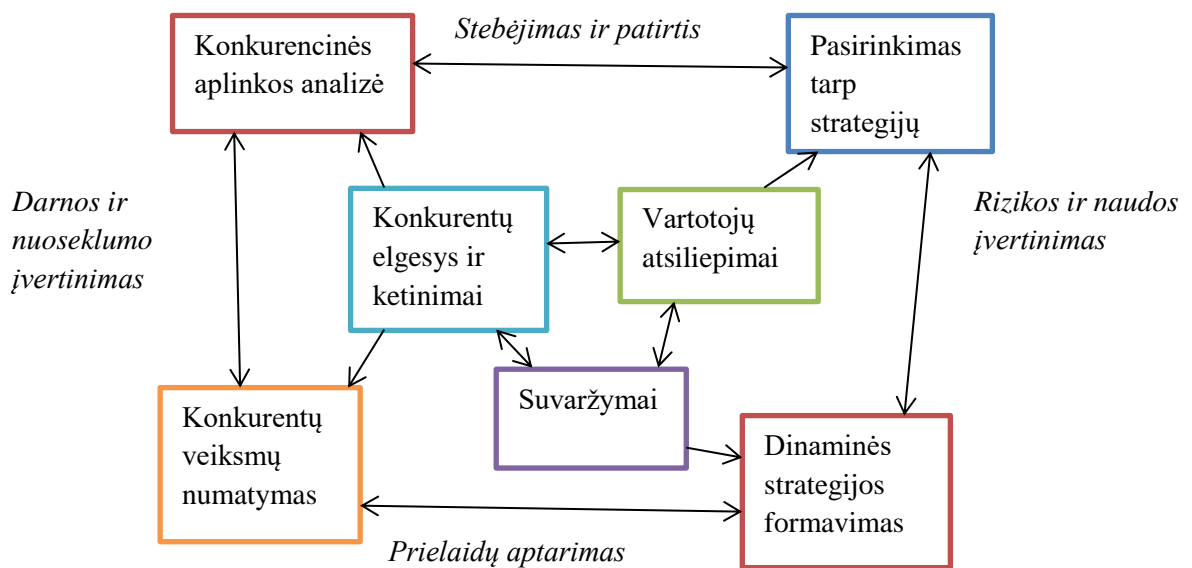 Stebėjimas ir patirtis
Konkurencinės
aplinkos analizė
Pasirinkimas
tarp
strategijų
Darnos ir
nuoseklumo
įvertinimas
Konkurentų
elgesys ir
ketinimai
Vartotojų
atsiliepimai
Rizikos ir naudos
įvertinimas
Suvaržymai
Konkurentų
veiksmų
numatymas
Dinaminės
strategijos
formavimas
Prielaidų aptarimas